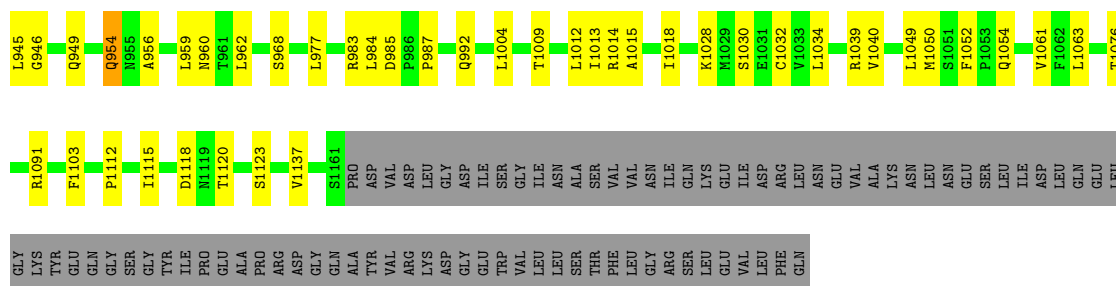 L945 G946 Q949 Q954 N955 A956 L959 N960 T961 L962 S968 L977 R983 L984 D985 P986 P987 Q992 L1004 T1009 L1012 I1013 R1014 A1015 I1018 K1028 M1029 S1030 E1031 C1032 V1033 L1034 R1039 V1040 L1049 M1050 S1051 F1052 P1053 Q1054 V1061 F1062 L1063 T1076
R1091 F1103 P1112 I1115 D1118 N1119 T1120 S1123 V1137 S1161 PRO ASP VAL ASP LEU GLY ASP ILE SER GLY ILE ASN ALA SER VAL VAL ASN ILE GLN LYS GLU ILE ASP ARG LEU ASN GLU VAL ALA LYS ASN LEU ASN GLU SER LEU ILE ASP LEU GLN GLU LEU
GLY LYS TYR GLU GLN GLY SER GLY TYR ILE PRO GLU ALA PRO ARG ASP GLY GLN ALA TYR VAL ARG LYS ASP GLY GLU TRP VAL LEU LEU SER THR PHE LEU GLY ARG SER LEU GLU VAL LEU PHE GLN